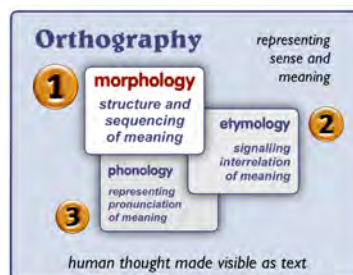 Orthography
representing
sense and
meaning
1
morphology
structure and
sequencing
of meaning
etymology
2
signalling
interrelation
of meaning
phonology
3
representing
pronunciation
of meaning
human thought made visible as text